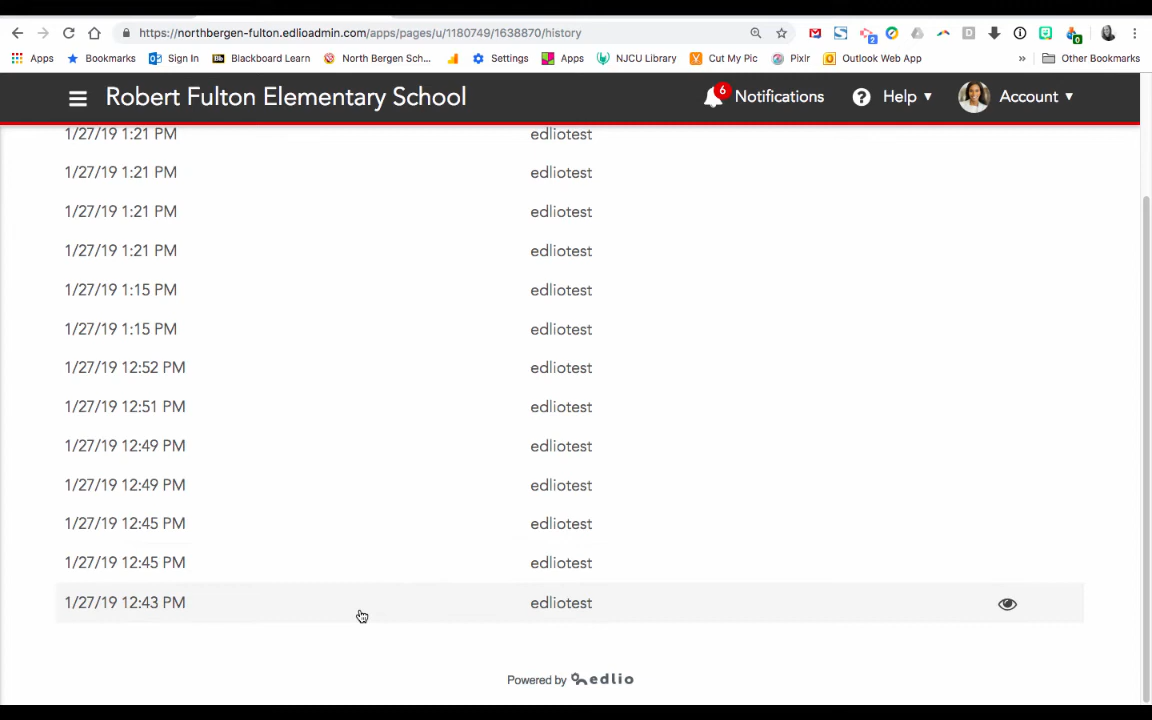 https://northbergen-fulton.edlioadmin.com/apps/pages/u/1180749/1638870/history
Apps Bookmarks Sign In Blackboard Learn North Bergen Sch... Settings Apps NJCU Library Cut My Pic Pixlr Outlook Web App » Other Bookmarks
Robert Fulton Elementary School 6 Notifications Help Account
1/27/19 1:21 PM edliotest
1/27/19 1:21 PM edliotest
1/27/19 1:21 PM edliotest
1/27/19 1:21 PM edliotest
1/27/19 1:15 PM edliotest
1/27/19 1:15 PM edliotest
1/27/19 12:52 PM edliotest
1/27/19 12:51 PM edliotest
1/27/19 12:49 PM edliotest
1/27/19 12:49 PM edliotest
1/27/19 12:45 PM edliotest
1/27/19 12:45 PM edliotest
1/27/19 12:43 PM edliotest
Powered by edlio